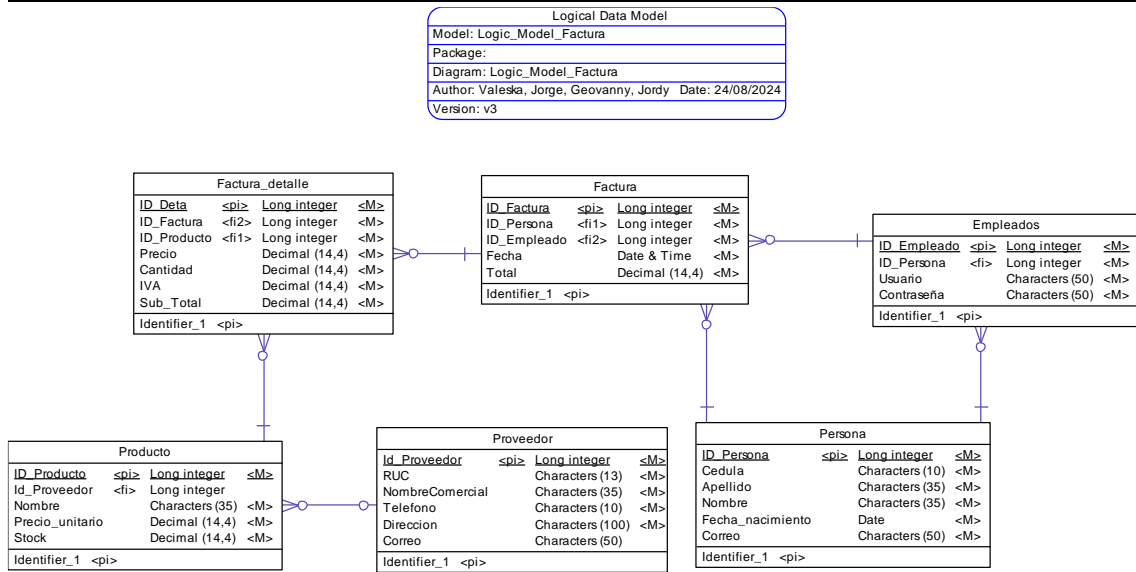 Logical Data Model
Model: Logic_Model_Factura
Package:
Diagram: Logic_Model_Factura
Author: Valeska, Jorge, Geovanny, Jordy Date: 24/08/2024
Version: v3
Factura_detalle
ID_Deta <pi> Long integer <M>
ID_Factura <fi2> Long integer <M>
ID_Producto <fi1> Long integer <M>
Precio Decimal (14,4) <M>
Cantidad Decimal (14,4) <M>
IVA Decimal (14,4) <M>
Sub_Total Decimal (14,4) <M>
Identifier_1 <pi>
Factura
ID_Factura <pi> Long integer <M>
ID_Persona <fi1> Long integer <M>
ID_Empleado <fi2> Long integer <M>
Fecha Date & Time <M>
Total Decimal (14,4) <M>
Identifier_1 <pi>
Empleados
ID_Empleado <pi> Long integer <M>
ID_Persona <fi> Long integer <M>
Usuario Characters (50) <M>
Contraseña Characters (50) <M>
Identifier_1 <pi>
Producto
ID_Producto <pi> Long integer <M>
Id_Proveedor <fi> Long integer
Nombre Characters (35) <M>
Precio_unitario Decimal (14,4) <M>
Stock Decimal (14,4) <M>
Identifier_1 <pi>
Proveedor
Id_Proveedor <pi> Long integer <M>
RUC Characters (13) <M>
NombreComercial Characters (35) <M>
Telefono Characters (10) <M>
Direccion Characters (100) <M>
Correo Characters (50)
Identifier_1 <pi>
Persona
ID_Persona <pi> Long integer <M>
Cedula Characters (10) <M>
Apellido Characters (35) <M>
Nombre Characters (35) <M>
Fecha_nacimiento Date <M>
Correo Characters (50) <M>
Identifier_1 <pi>